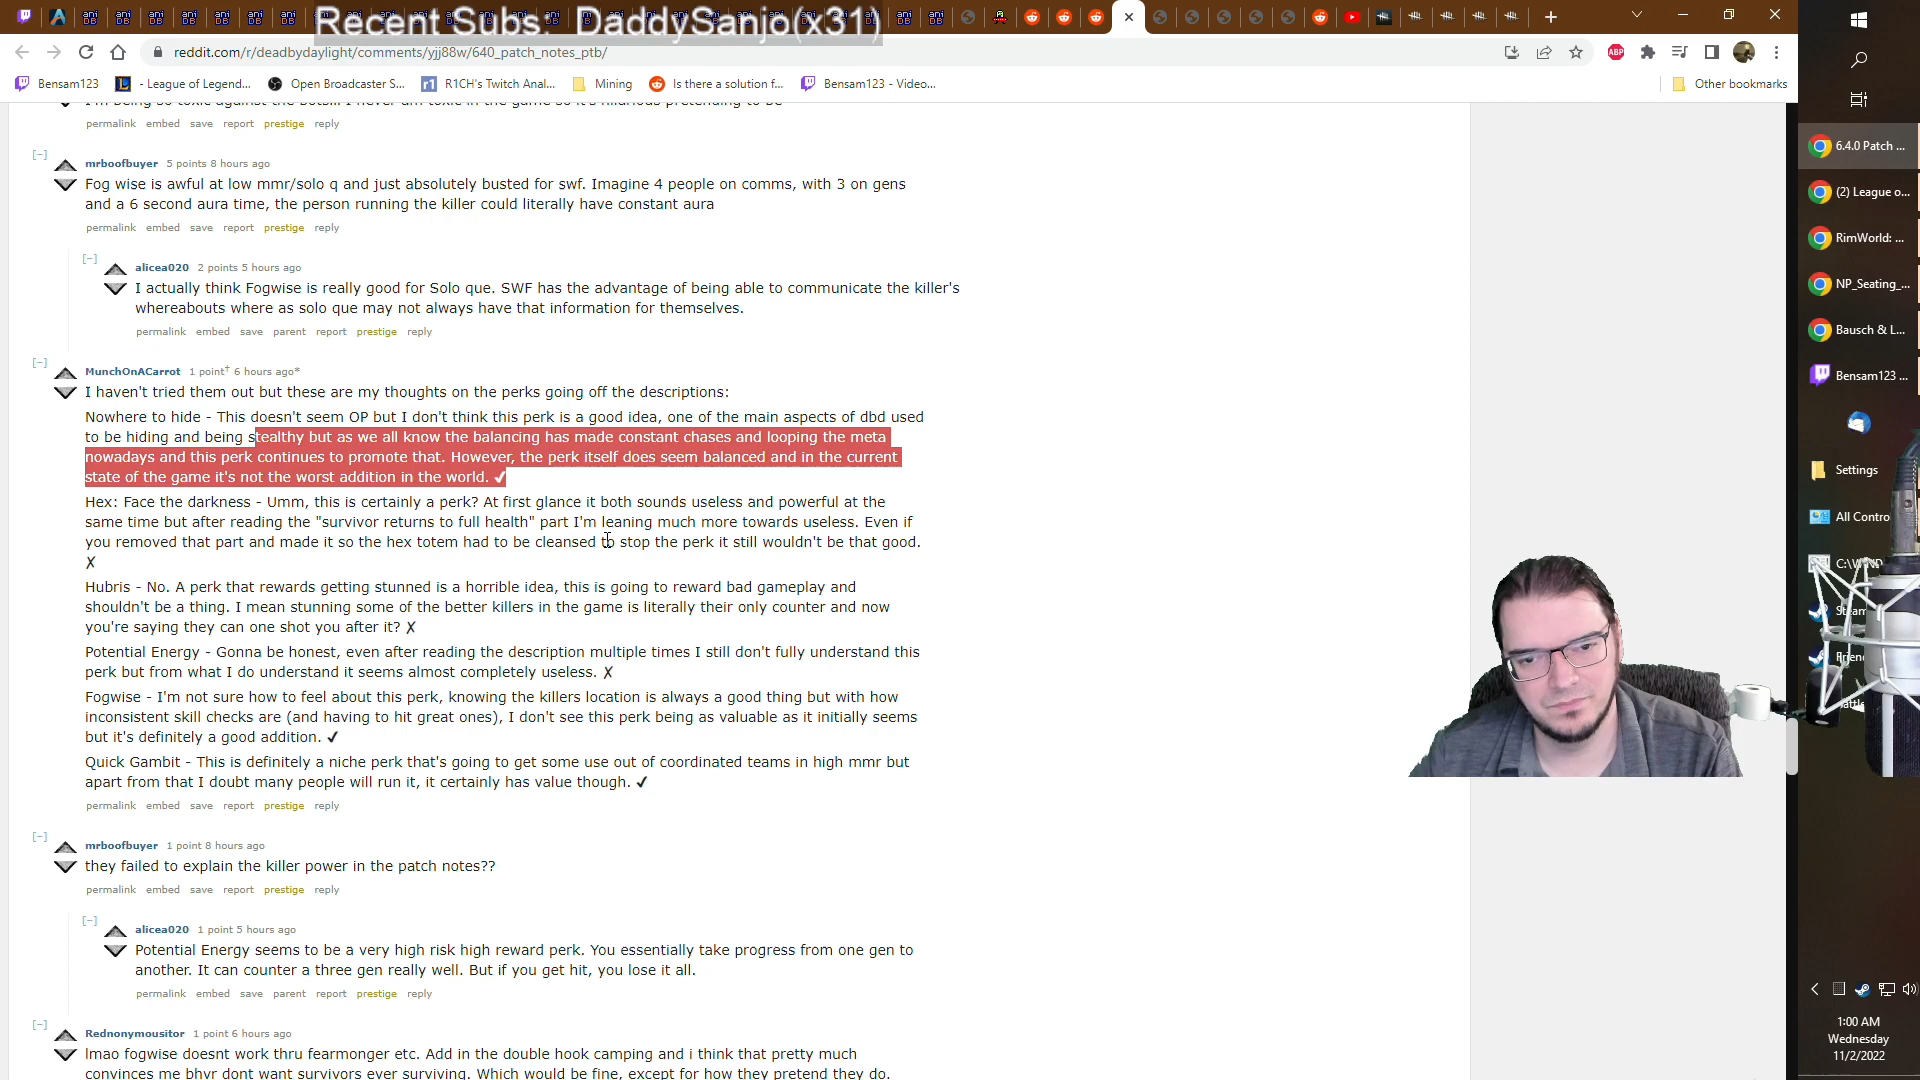 Recent Subs: DaddySanjo(x31)
reddit.com/r/deadbydaylight/comments/yjj88w/640_patch_notes_ptb/
Bensam123 - League of Legend... Open Broadcaster S... R1CH's Twitch Anal... Mining Is there a solution f... Bensam123 - Video... Other bookmarks
permalink embed save report prestige reply
[-] mrboofbuyer 5 points 8 hours ago
Fog wise is awful at low mmr/solo q and just absolutely busted for swf. Imagine 4 people on comms, with 3 on gens
and a 6 second aura time, the person running the killer could literally have constant aura
permalink embed save report prestige reply
[-] alicea020 2 points 5 hours ago
I actually think Fogwise is really good for Solo que. SWF has the advantage of being able to communicate the killer's
whereabouts where as solo que may not always have that information for themselves.
permalink embed save parent report prestige reply
[-] MunchOnACarrot 1 point† 6 hours ago*
I haven't tried them out but these are my thoughts on the perks going off the descriptions:
Nowhere to hide - This doesn't seem OP but I don't think this perk is a good idea, one of the main aspects of dbd used
to be hiding and being stealthy but as we all know the balancing has made constant chases and looping the meta
nowadays and this perk continues to promote that. However, the perk itself does seem balanced and in the current
state of the game it's not the worst addition in the world. ✓
Hex: Face the darkness - Umm, this is certainly a perk? At first glance it both sounds useless and powerful at the
same time but after reading the "survivor returns to full health" part I'm leaning much more towards useless. Even if
you removed that part and made it so the hex totem had to be cleansed to stop the perk it still wouldn't be that good.
✗
Hubris - No. A perk that rewards getting stunned is a horrible idea, this is going to reward bad gameplay and
shouldn't be a thing. I mean stunning some of the better killers in the game is literally their only counter and now
you're saying they can one shot you after it? ✗
Potential Energy - Gonna be honest, even after reading the description multiple times I still don't fully understand this
perk but from what I do understand it seems almost completely useless. ✗
Fogwise - I'm not sure how to feel about this perk, knowing the killers location is always a good thing but with how
inconsistent skill checks are (and having to hit great ones), I don't see this perk being as valuable as it initially seems
but it's definitely a good addition. ✓
Quick Gambit - This is definitely a niche perk that's going to get some use out of coordinated teams in high mmr but
apart from that I doubt many people will run it, it certainly has value though. ✓
permalink embed save report prestige reply
[-] mrboofbuyer 1 point 8 hours ago
they failed to explain the killer power in the patch notes??
permalink embed save report prestige reply
[-] alicea020 1 point 5 hours ago
Potential Energy seems to be a very high risk high reward perk. You essentially take progress from one gen to
another. It can counter a three gen really well. But if you get hit, you lose it all.
permalink embed save parent report prestige reply
[-] Rednonymousitor 1 point 6 hours ago
lmao fogwise doesnt work thru fearmonger etc. Add in the double hook camping and i think that pretty much
convinces me bhvr dont want survivors ever surviving. Which would be fine, except for how they pretend they do.
6.4.0 Patch ...
(2) League o...
RimWorld: ...
NP_Seating_...
Bausch & L...
Bensam123 ...
Settings
All Contro
C:\WIND
Steam
Friend
1:00 AM
Wednesday
11/2/2022